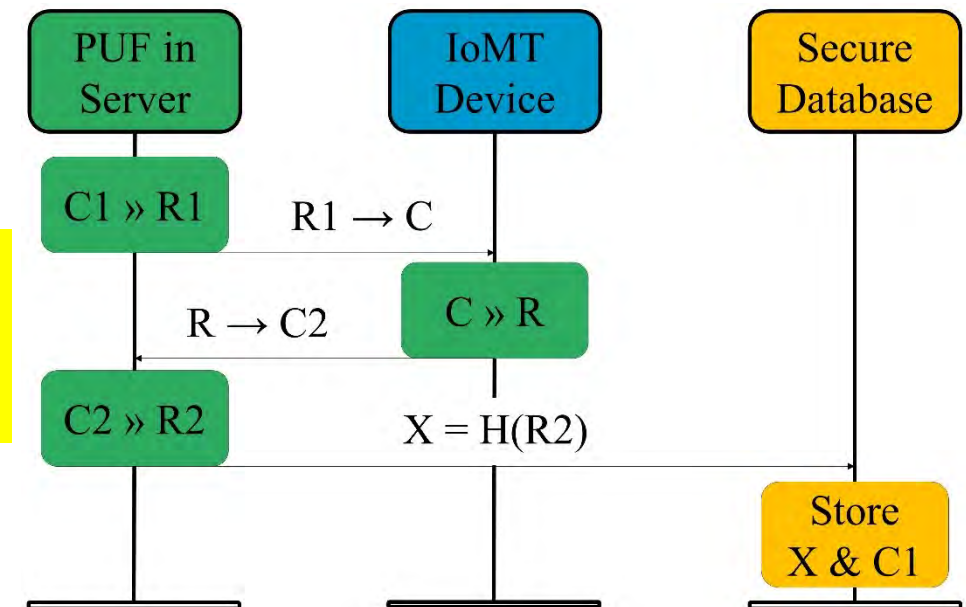 PUF in
Server
IoMT
Device
Secure
Database
C1 » R1
R1 → C
C » R
R → C2
C2 » R2
X = H(R2)
Store
X & C1